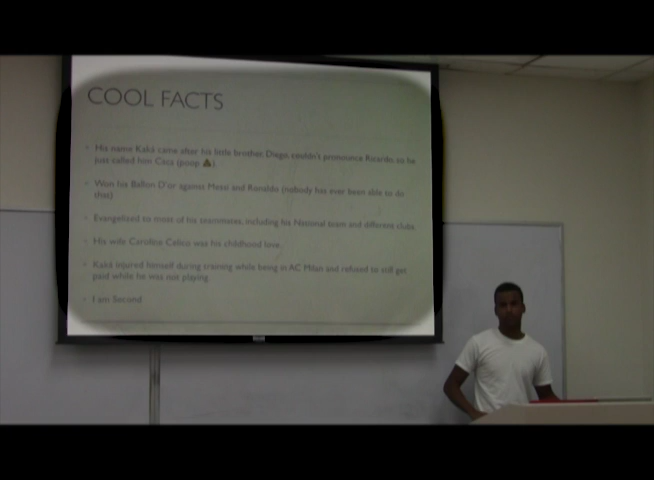 COOL FACTS
His name Kaká came after his little brother, Diego, couldn't pronounce Ricardo, so he
just called him Caca (poop
Won his Ballon D'or against Messi and Ronaldo (nobody has ever been able to do
that)
Evangelized to most of his teammates, including his National team and different clubs.
His wife Carolina Celico was his childhood love.
Kaká injured himself during training while being in AC Milan and refused to still get
paid while he was not playing.
I am Second